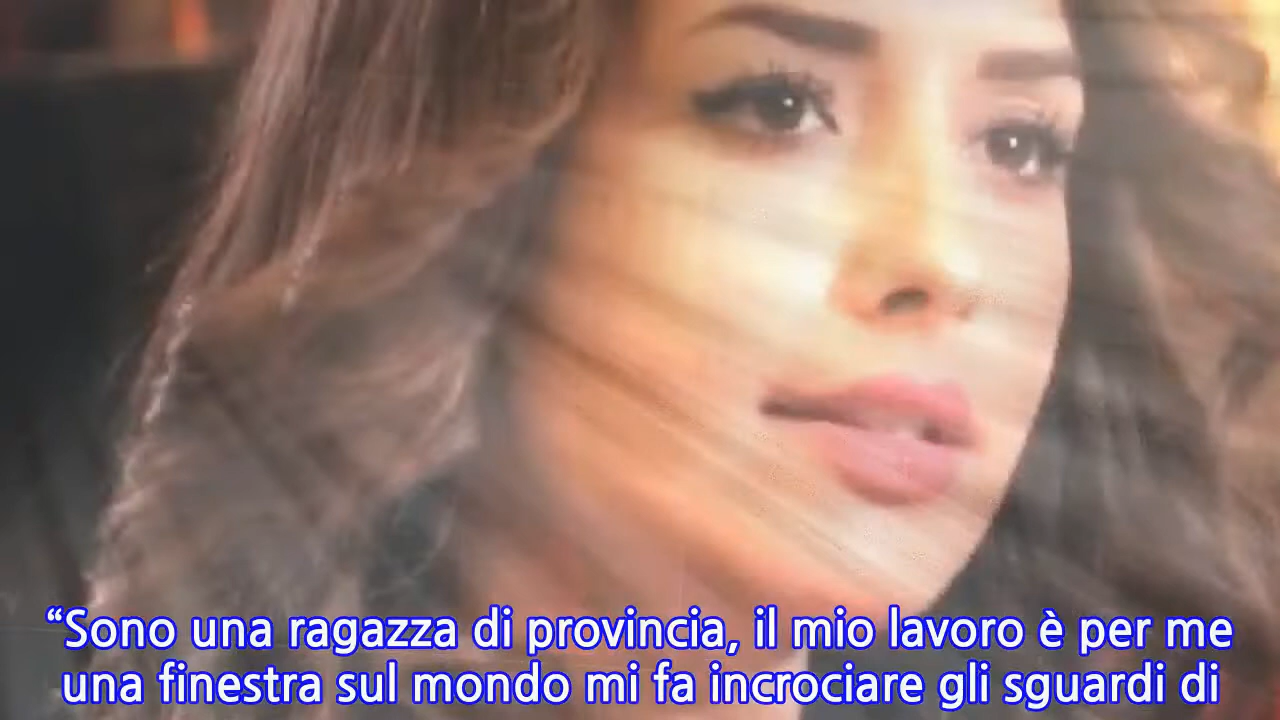 “Sono una ragazza di provincia, il mio lavoro è per me
una finestra sul mondo mi fa incrociare gli sguardi di